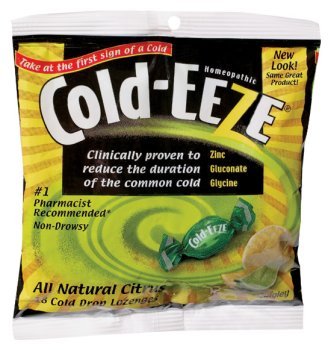 Take at the first sign of a Cold
New
Look!
Same Great
Product!
Homeopathic
Cold-EEZE®
Clinically proven to
reduce the duration
of the common cold
Zinc
Gluconate
Glycine
#1
Pharmacist
Recommended*
Non-Drowsy
Cold-EEZE
All Natural Citrus
18 Cold Drop Lozenges